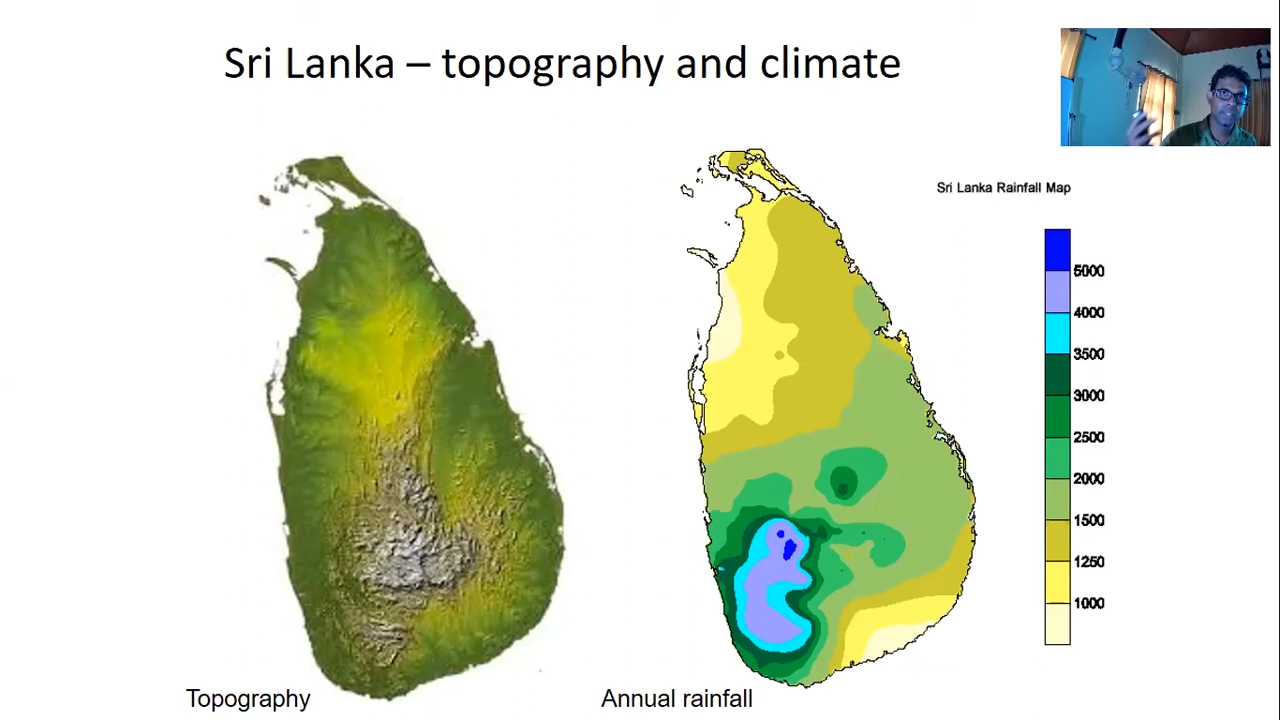 Sri Lanka – topography and climate
Sri Lanka Rainfall Map
5000
4000
3500
3000
2500
2000
1500
1250
1000
Topography
Annual rainfall